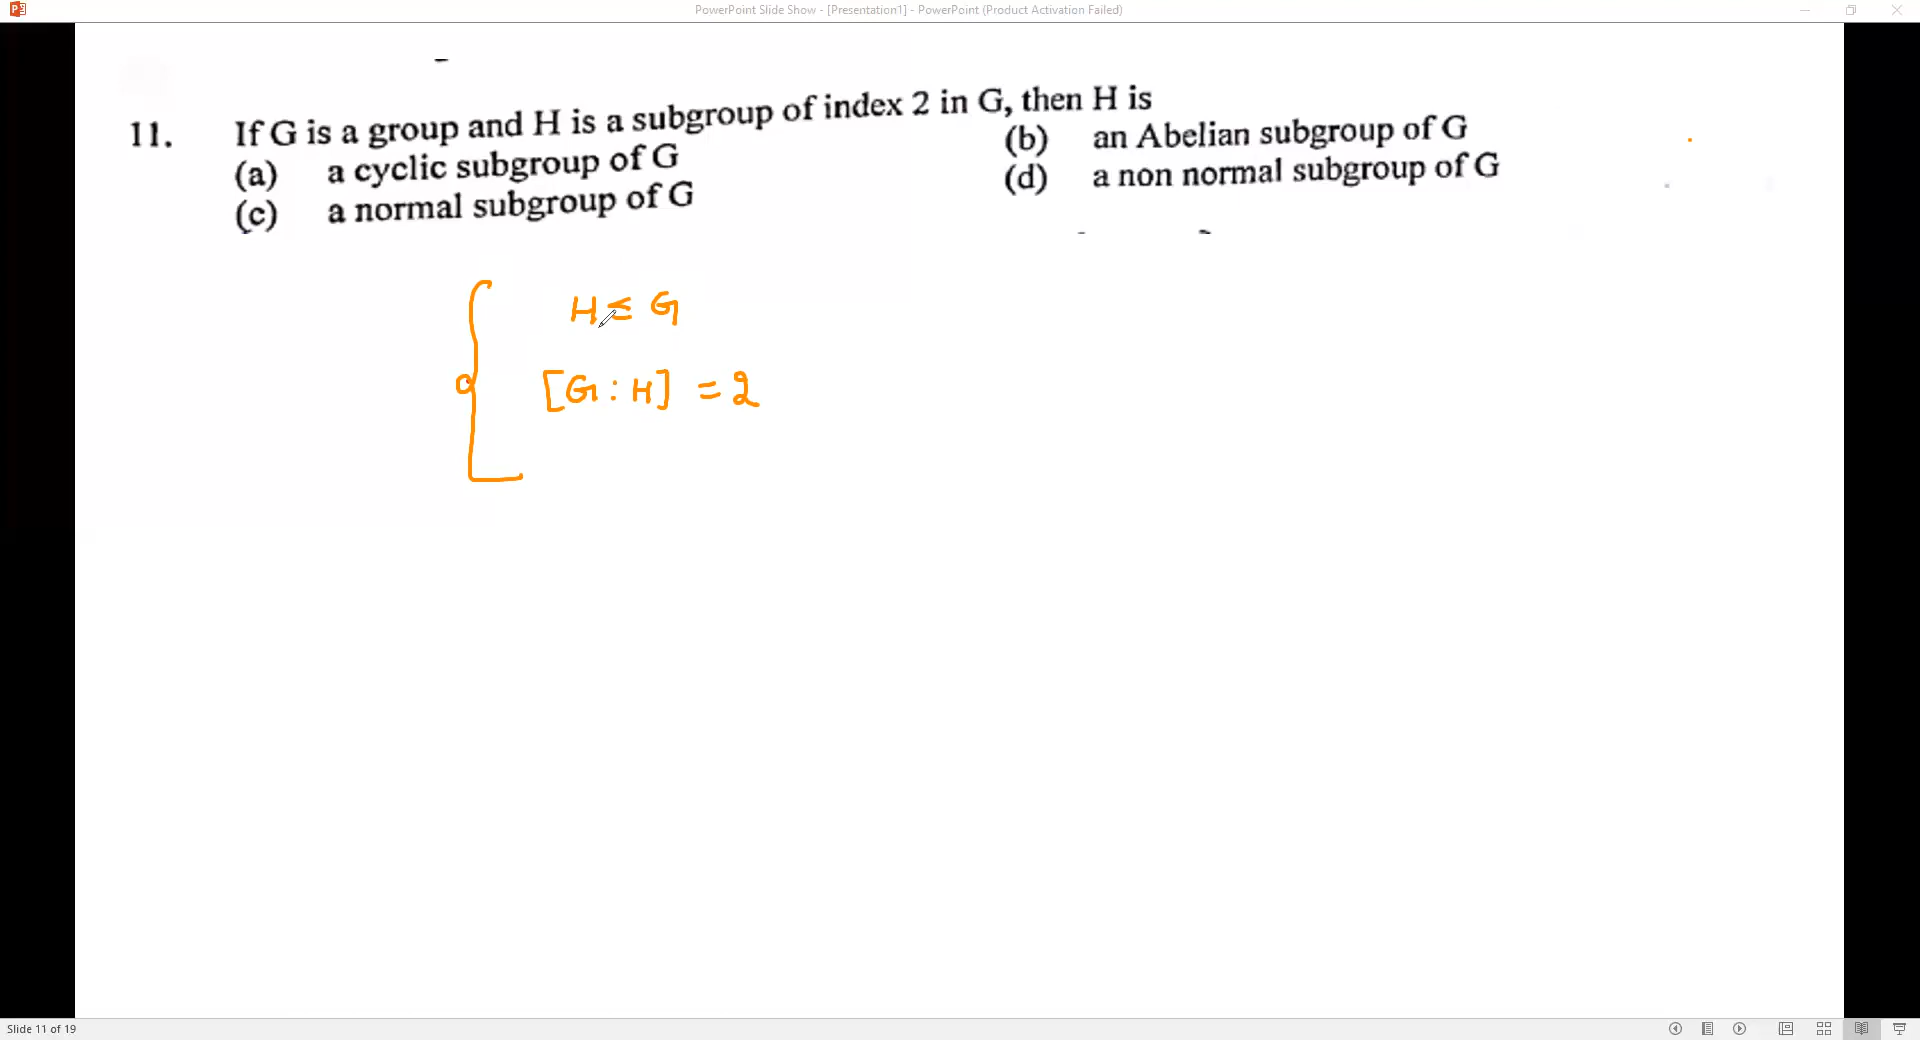 PowerPoint Slide Show - [Presentation1] - PowerPoint (Product Activation Failed)
11. If G is a group and H is a subgroup of index 2 in G, then H is
(a) a cyclic subgroup of G (b) an Abelian subgroup of G
(c) a normal subgroup of G (d) a non normal subgroup of G
H ≤ G
[G : H] = 2
Slide 11 of 19